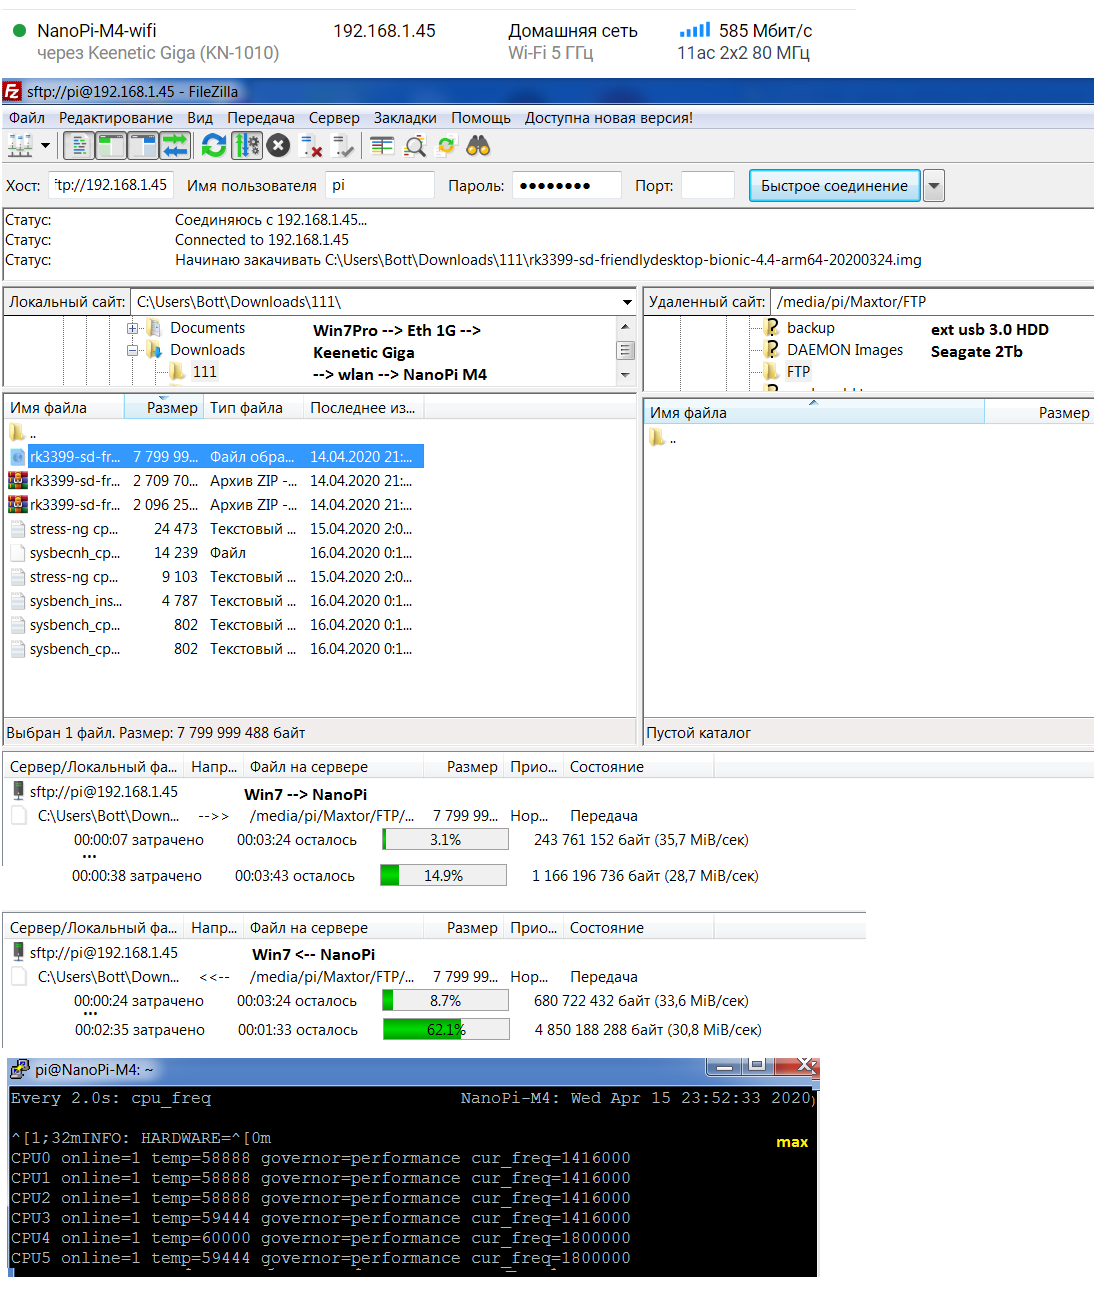 NanoPi-M4-wifi 192.168.1.45 Домашняя сеть 585 Мбит/с
через Keenetic Giga (KN-1010) Wi-Fi 5 ГГц 11ac 2x2 80 МГц
sftp://pi@192.168.1.45 - FileZilla
Файл Редактирование Вид Передача Сервер Закладки Помощь Доступна новая версия!
Хост: tp://192.168.1.45 Имя пользователя pi Пароль: ●●●●●●●● Порт: Быстрое соединение
Статус: Соединяюсь с 192.168.1.45...
Статус: Connected to 192.168.1.45
Статус: Начинаю закачивать C:\Users\Bott\Downloads\111\rk3399-sd-friendlydesktop-bionic-4.4-arm64-20200324.img
Локальный сайт: C:\Users\Bott\Downloads\111\ Удаленный сайт: /media/pi/Maxtor/FTP
Documents Win7Pro --> Eth 1G --> backup ext usb 3.0 HDD
Downloads Keenetic Giga DAEMON Images Seagate 2Tb
111 --> wlan --> NanoPi M4 FTP
Имя файла Размер Тип файла Последнее из... Имя файла Размер
.. ..
rk3399-sd-fr... 7 799 99... Файл обра... 14.04.2020 21:...
rk3399-sd-fr... 2 709 70... Архив ZIP -... 14.04.2020 21:...
rk3399-sd-fr... 2 096 25... Архив ZIP -... 14.04.2020 21:...
stress-ng cp... 24 473 Текстовый ... 15.04.2020 2:0...
sysbecnh_cp... 14 239 Файл 16.04.2020 0:1...
stress-ng cp... 9 103 Текстовый ... 15.04.2020 2:0...
sysbench_ins... 4 787 Текстовый ... 16.04.2020 0:1...
sysbench_cp... 802 Текстовый ... 16.04.2020 0:1...
sysbench_cp... 802 Текстовый ... 16.04.2020 0:1...
Выбран 1 файл. Размер: 7 799 999 488 байт Пустой каталог
Сервер/Локальный фа... Напр... Файл на сервере Размер Прио... Состояние
sftp://pi@192.168.1.45 Win7 --> NanoPi
C:\Users\Bott\Down... -->> /media/pi/Maxtor/FTP/... 7 799 99... Нор... Передача
00:00:07 затрачено 00:03:24 осталось 3.1% 243 761 152 байт (35,7 MiB/сек)
...
00:00:38 затрачено 00:03:43 осталось 14.9% 1 166 196 736 байт (28,7 MiB/сек)
Сервер/Локальный фа... Напр... Файл на сервере Размер Прио... Состояние
sftp://pi@192.168.1.45 Win7 <-- NanoPi
C:\Users\Bott\Down... <<-- /media/pi/Maxtor/FTP/... 7 799 99... Нор... Передача
00:00:24 затрачено 00:03:24 осталось 8.7% 680 722 432 байт (33,6 MiB/сек)
...
00:02:35 затрачено 00:01:33 осталось 62.1% 4 850 188 288 байт (30,8 MiB/сек)
pi@NanoPi-M4: ~
Every 2.0s: cpu_freq NanoPi-M4: Wed Apr 15 23:52:33 2020
^[1;32mINFO: HARDWARE=^[0m max
CPU0 online=1 temp=58888 governor=performance cur_freq=1416000
CPU1 online=1 temp=58888 governor=performance cur_freq=1416000
CPU2 online=1 temp=58888 governor=performance cur_freq=1416000
CPU3 online=1 temp=59444 governor=performance cur_freq=1416000
CPU4 online=1 temp=60000 governor=performance cur_freq=1800000
CPU5 online=1 temp=59444 governor=performance cur_freq=1800000